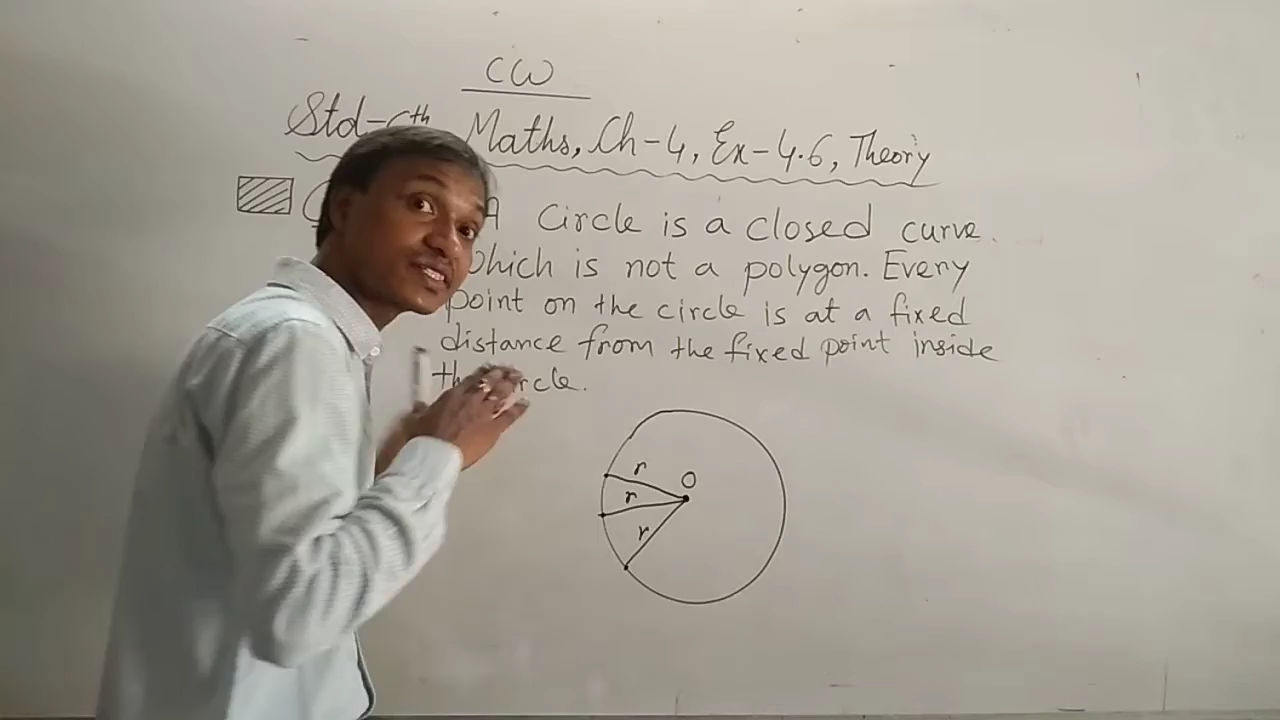 CW
Std-6th Maths, Ch-4, Ex-4.6, Theory
A Circle is a closed curve.
Which is not a polygon. Every
point on the circle is at a fixed
distance from the fixed point inside
the circle.
O
r
r
r